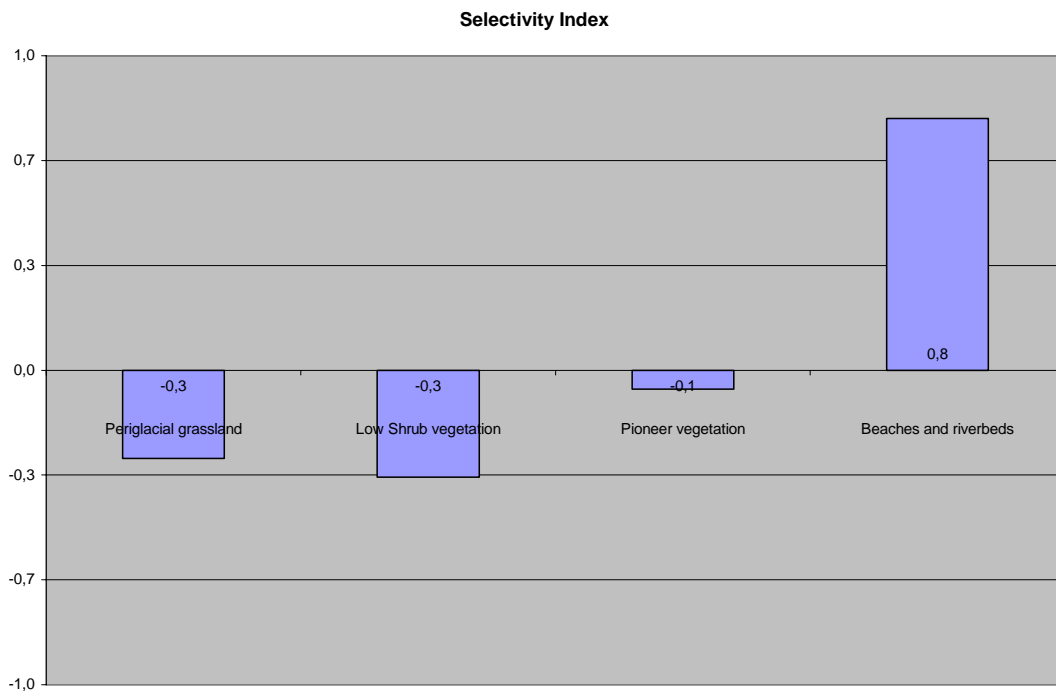 Selectivity Index
1,0
0,7
0,3
0,0
-0,3
-0,7
-1,0
-0,3
-0,3
-0,1
0,8
Periglacial grassland
Low Shrub vegetation
Pioneer vegetation
Beaches and riverbeds